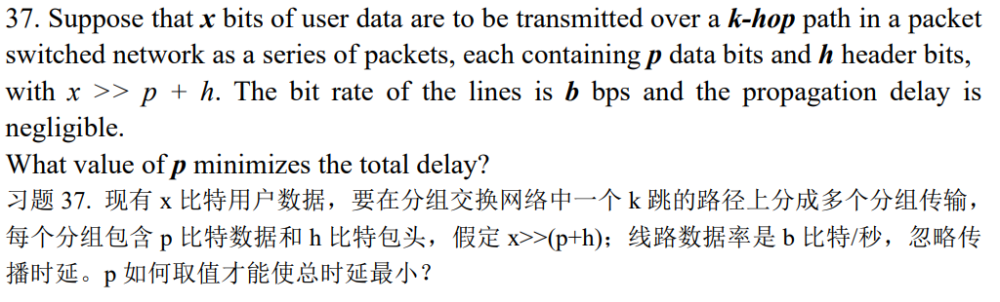 37. Suppose that x bits of user data are to be transmitted over a k-hop path in a packet
switched network as a series of packets, each containing p data bits and h header bits,
with x >> p + h. The bit rate of the lines is b bps and the propagation delay is
negligible.
What value of p minimizes the total delay?
习题 37. 现有 x 比特用户数据，要在分组交换网络中一个 k 跳的路径上分成多个分组传输，
每个分组包含 p 比特数据和 h 比特包头，假定 x>>(p+h)；线路数据率是 b 比特/秒，忽略传
播时延。p 如何取值才能使总时延最小？